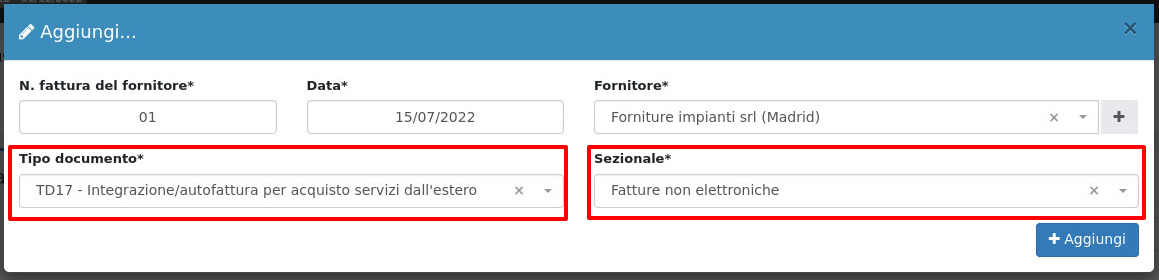 Aggiungi...
N. fattura del fornitore* Data* Fornitore*
01 15/07/2022 Forniture impianti srl (Madrid)
Tipo documento* Sezionale*
TD17 - Integrazione/autofattura per acquisto servizi dall'estero Fatture non elettroniche
Aggiungi